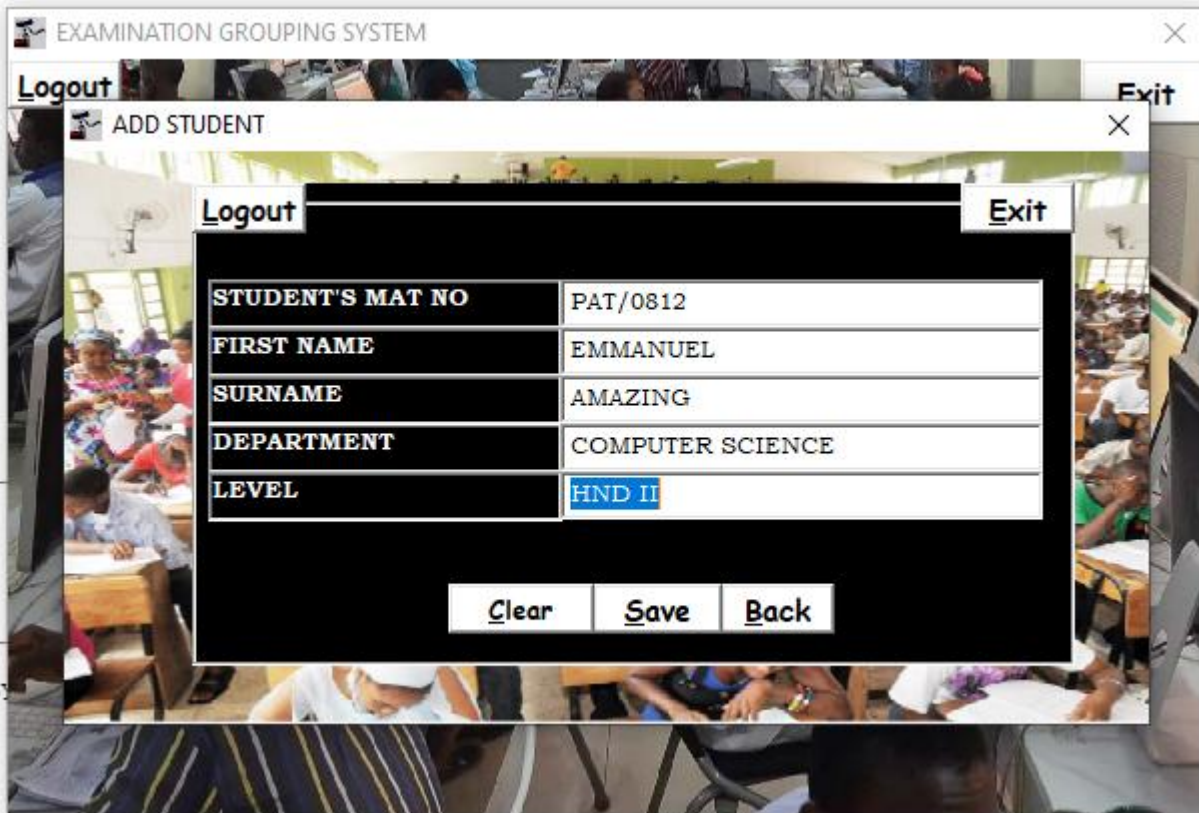 EXAMINATION GROUPING SYSTEM
Logout
Exit
ADD STUDENT
Logout
Exit
STUDENT'S MAT NO PAT/0812
FIRST NAME EMMANUEL
SURNAME AMAZING
DEPARTMENT COMPUTER SCIENCE
LEVEL HND II
Clear Save Back